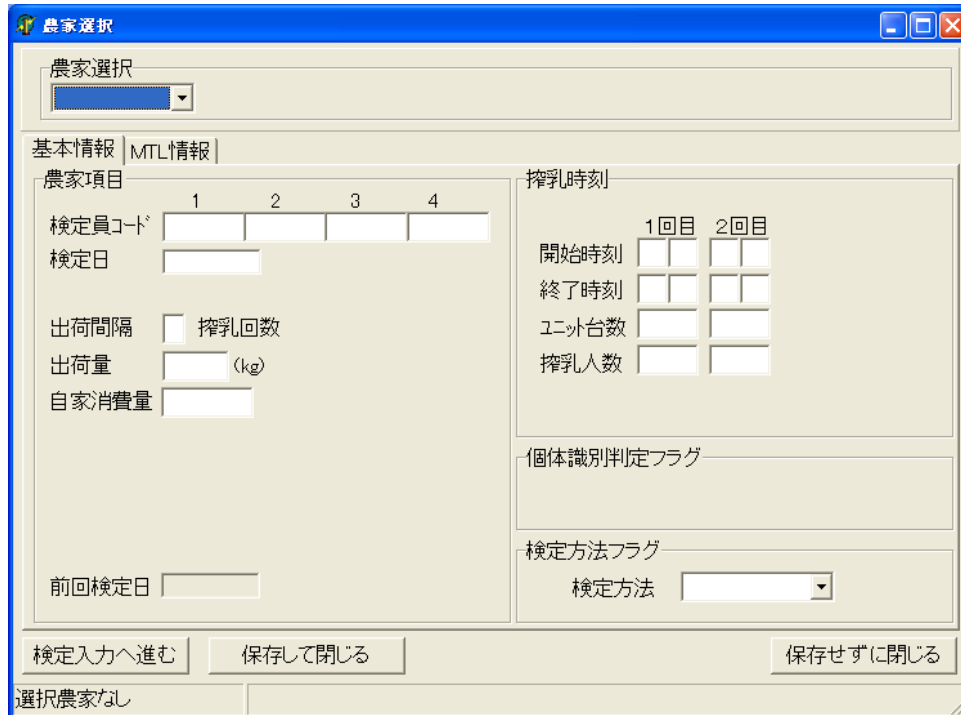 農家選択
農家選択
基本情報 MTL情報
農家項目
1 2 3 4
検定員ｺｰﾄﾞ
検定日
出荷間隔 搾乳回数
出荷量 (kg)
自家消費量
前回検定日
搾乳時刻
1回目 2回目
開始時刻
終了時刻
ﾕﾆｯﾄ台数
搾乳人数
個体識別判定フラグ
検定方法フラグ
検定方法
検定入力へ進む 保存して閉じる 保存せずに閉じる
選択農家なし